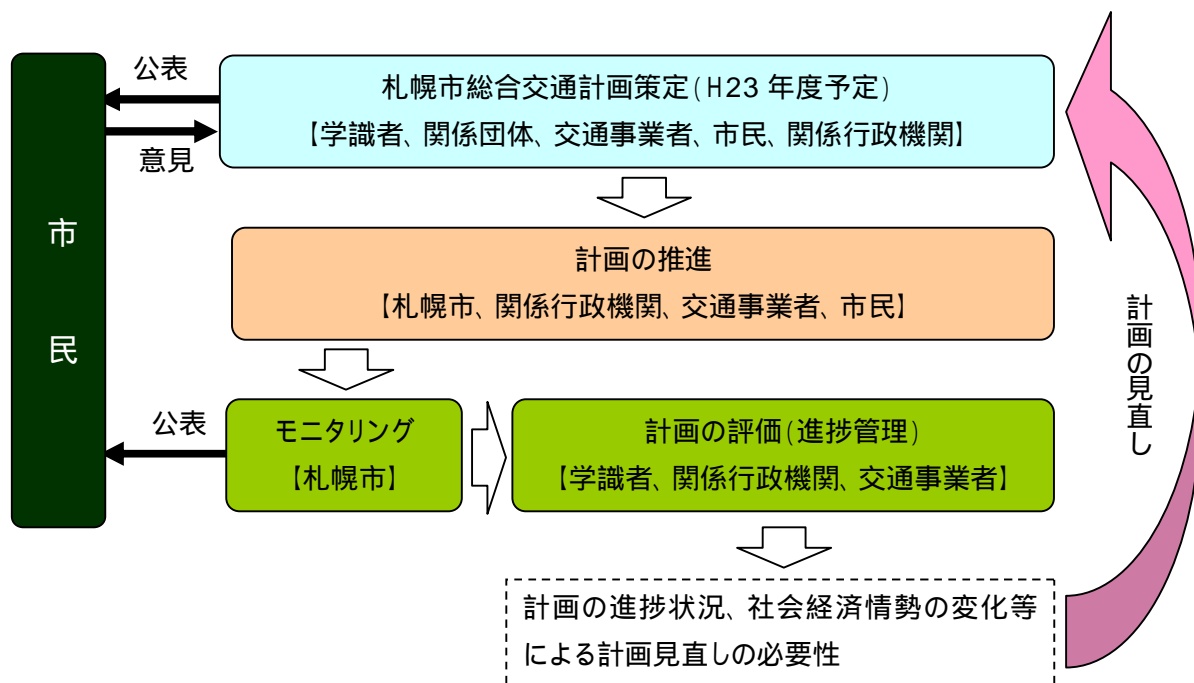 公表
意見
市民
札幌市総合交通計画策定(H23 年度予定)
【学識者、関係団体、交通事業者、市民、関係行政機関】
計画の推進
【札幌市、関係行政機関、交通事業者、市民】
公表
モニタリング
【札幌市】
計画の評価(進捗管理)
【学識者、関係行政機関、交通事業者】
計画の見直し
計画の進捗状況、社会経済情勢の変化等
による計画見直しの必要性